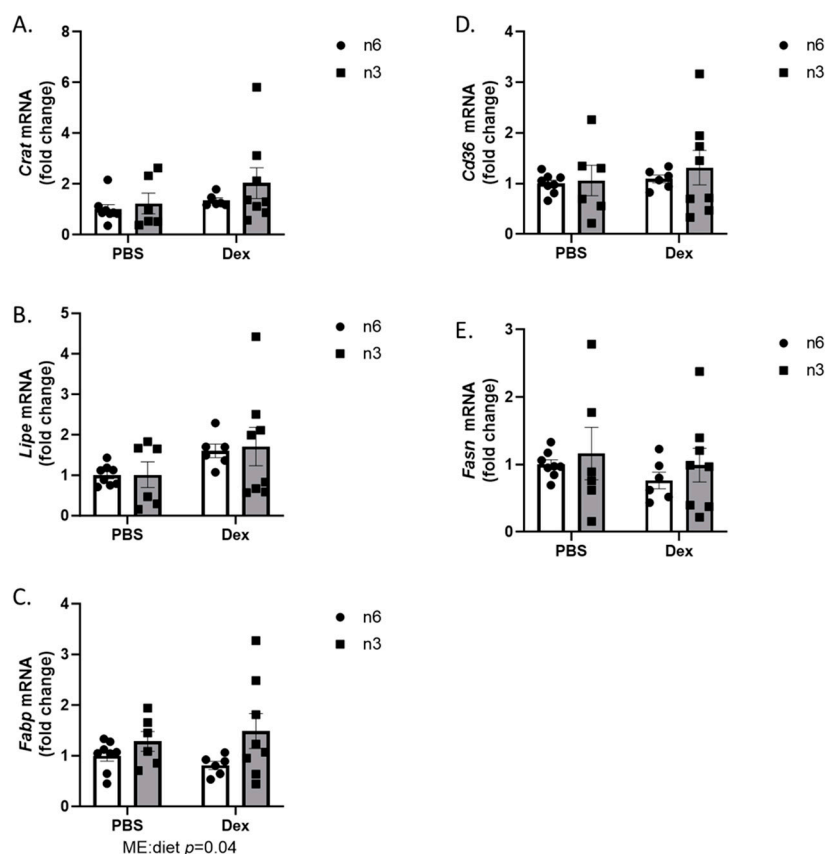 A.
Crat mRNA
(fold change)
8
6
4
2
0
PBS
Dex
n6
n3
B.
Lipe mRNA
(fold change)
5
4
3
2
1
0
PBS
Dex
n6
n3
C.
Fabp mRNA
(fold change)
4
3
2
1
0
PBS
Dex
ME:diet p=0.04
n6
n3
D.
Cd36 mRNA
(fold change)
4
3
2
1
0
PBS
Dex
n6
n3
E.
Fasn mRNA
(fold change)
3
2
1
0
PBS
Dex
n6
n3